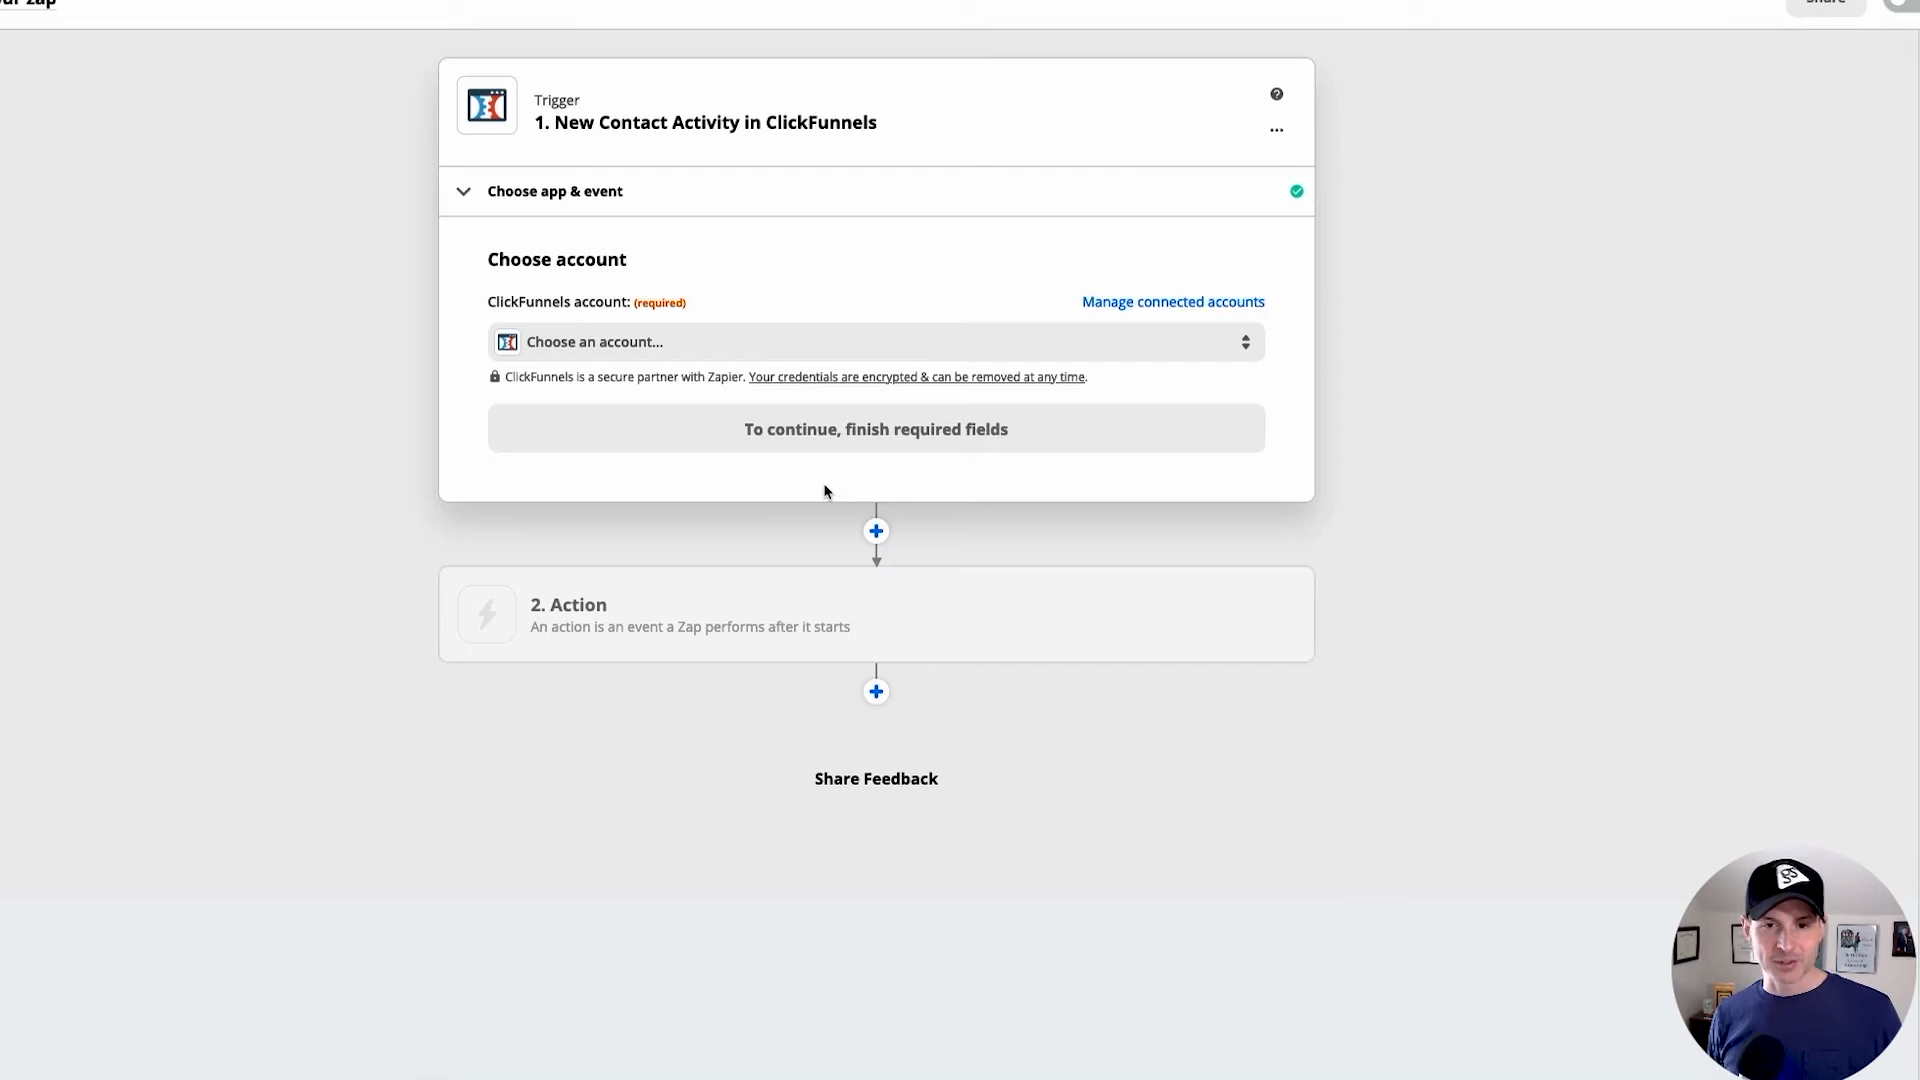 our zap
Share
Trigger
1. New Contact Activity in ClickFunnels
Choose app & event
Choose account
ClickFunnels account: (required)
Manage connected accounts
Choose an account...
ClickFunnels is a secure partner with Zapier. Your credentials are encrypted & can be removed at any time.
To continue, finish required fields
2. Action
An action is an event a Zap performs after it starts
Share Feedback